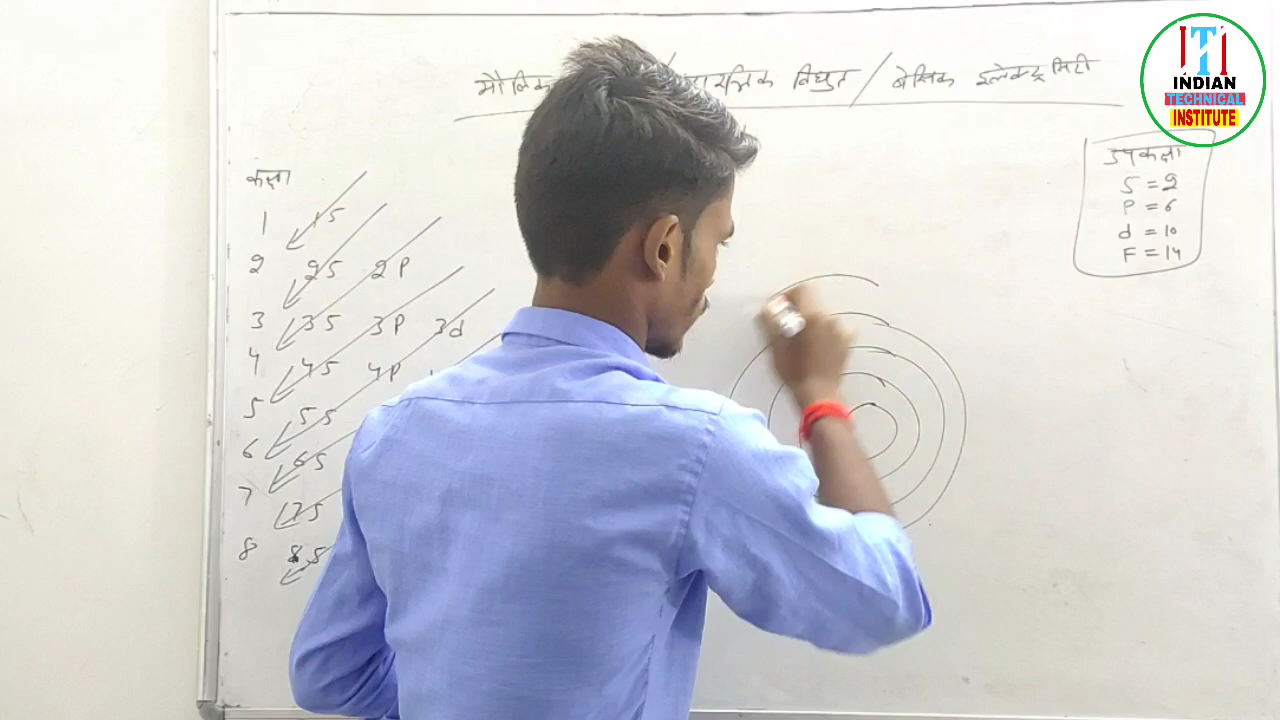 मौलिक / विद्युत / बेसिक इलेक्ट्रीसिटी
ITI
INDIAN
TECHNICAL
INSTITUTE
उपकक्षा
S = 2
P = 6
d = 10
F = 14
कक्षा
1 1S
2 2S 2P
3 3S 3P 3d
4 4S 4P
5 5S
6 6S
7 7S
8 8S